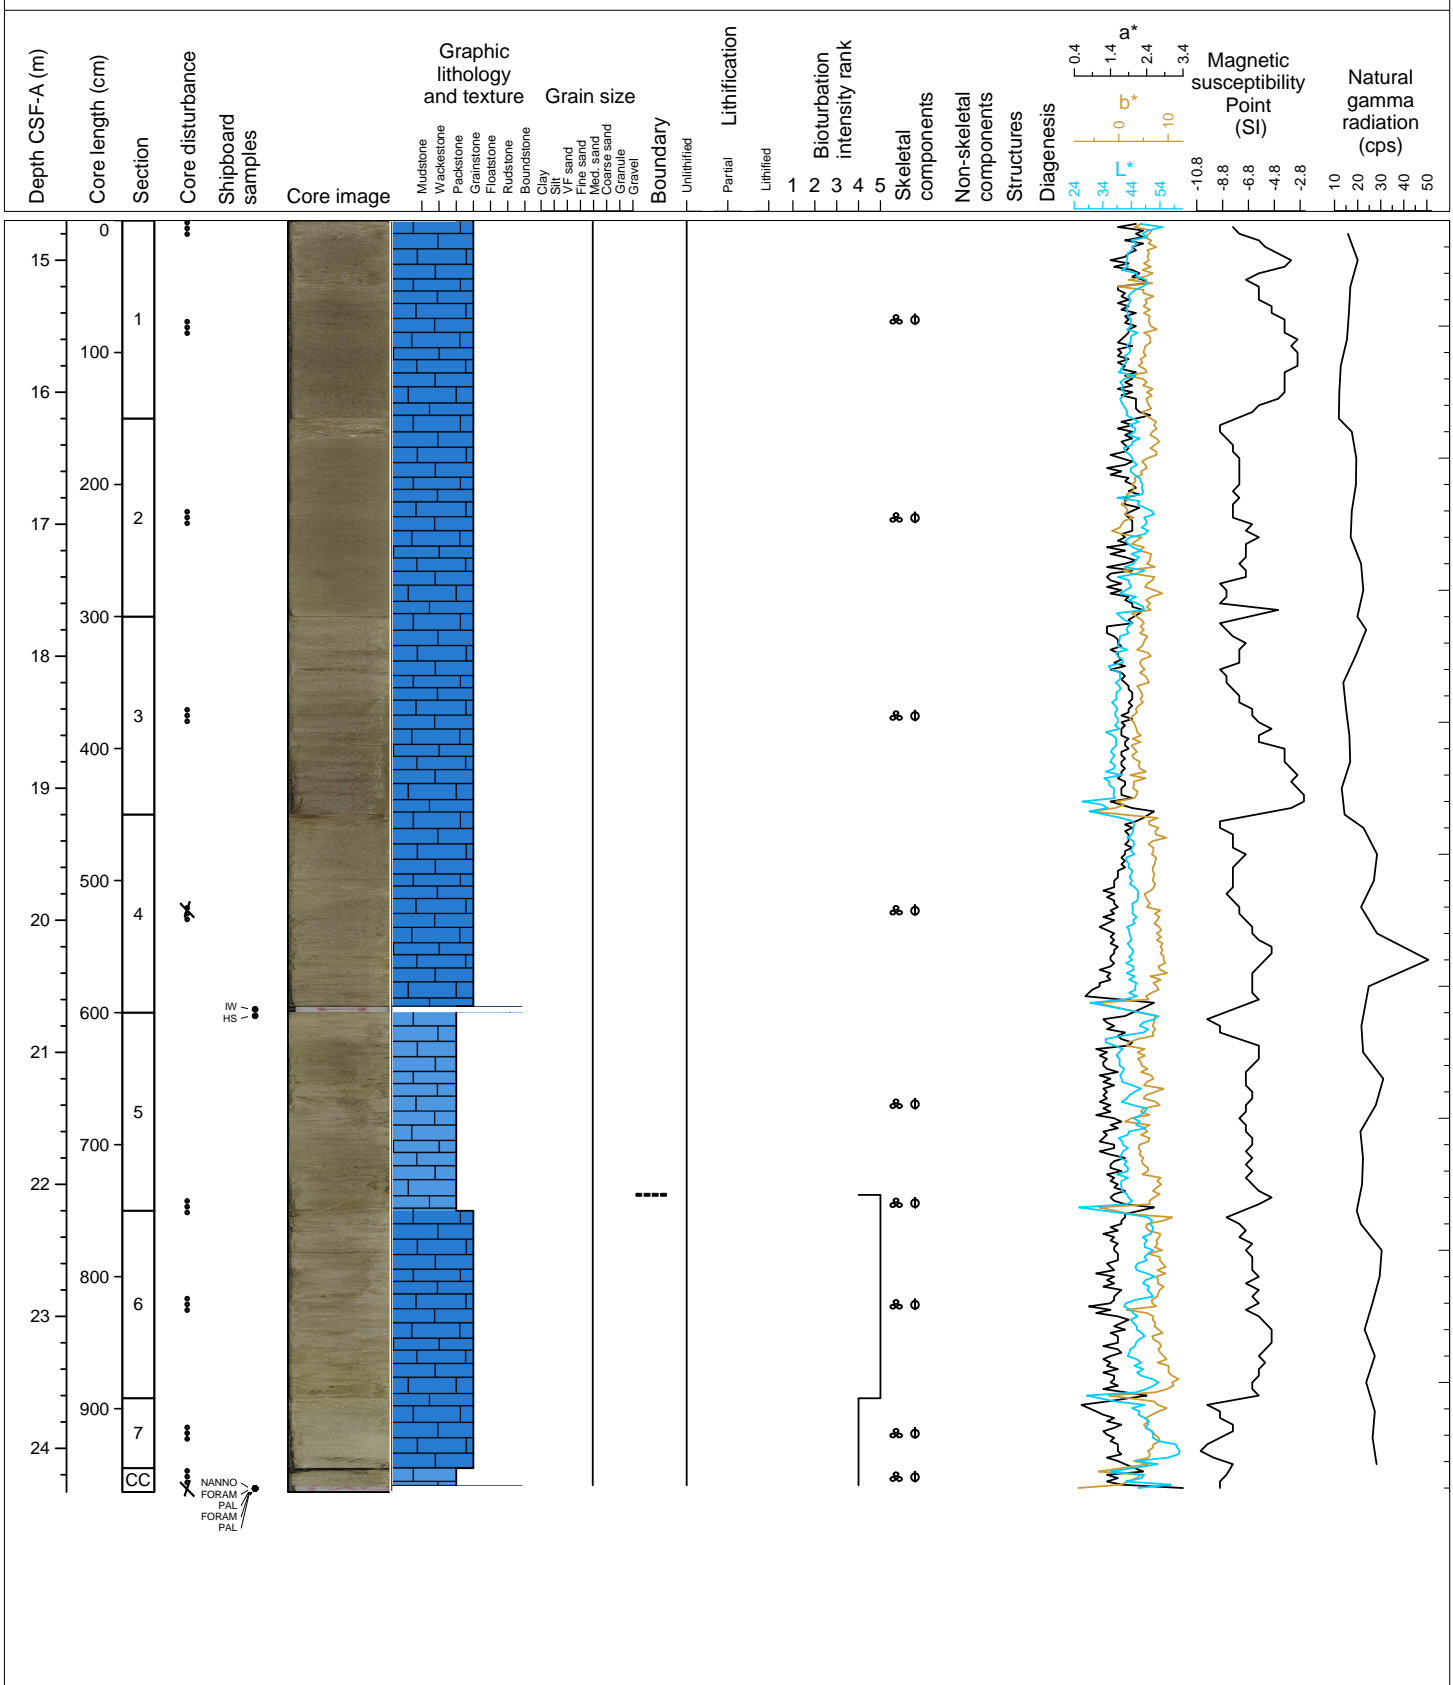 Depth CSF-A (m)
Core length (cm)
Section
Core disturbance
Shipboard
samples
Core image
Graphic
lithology
and texture
Mudstone
Wackestone
Packstone
Grainstone
Floatstone
Rudstone
Boundstone
Grain size
Clay
Silt
VF sand
Fine sand
Med. sand
Coarse sand
Granule
Gravel
Boundary
Lithification
Unlithified
Partial
Lithified
Bioturbation
intensity rank
1 2 3 4 5
Skeletal
components
Non-skeletal
components
Structures
Diagenesis
a*
0.4 1.4 2.4 3.4
b*
0 10
L*
24 34 44 54
Magnetic
susceptibility
Point
(SI)
-10.8 -8.8 -6.8 -4.8 -2.8
Natural
gamma
radiation
(cps)
10 20 30 40 50
0
15
1
100
16
200
2
17
300
18
3
400
19
500
4
20
IW
600
HS
21
5
700
22
800
6
23
900
7
24
CC
NANNO
FORAM
PAL
FORAM
PAL